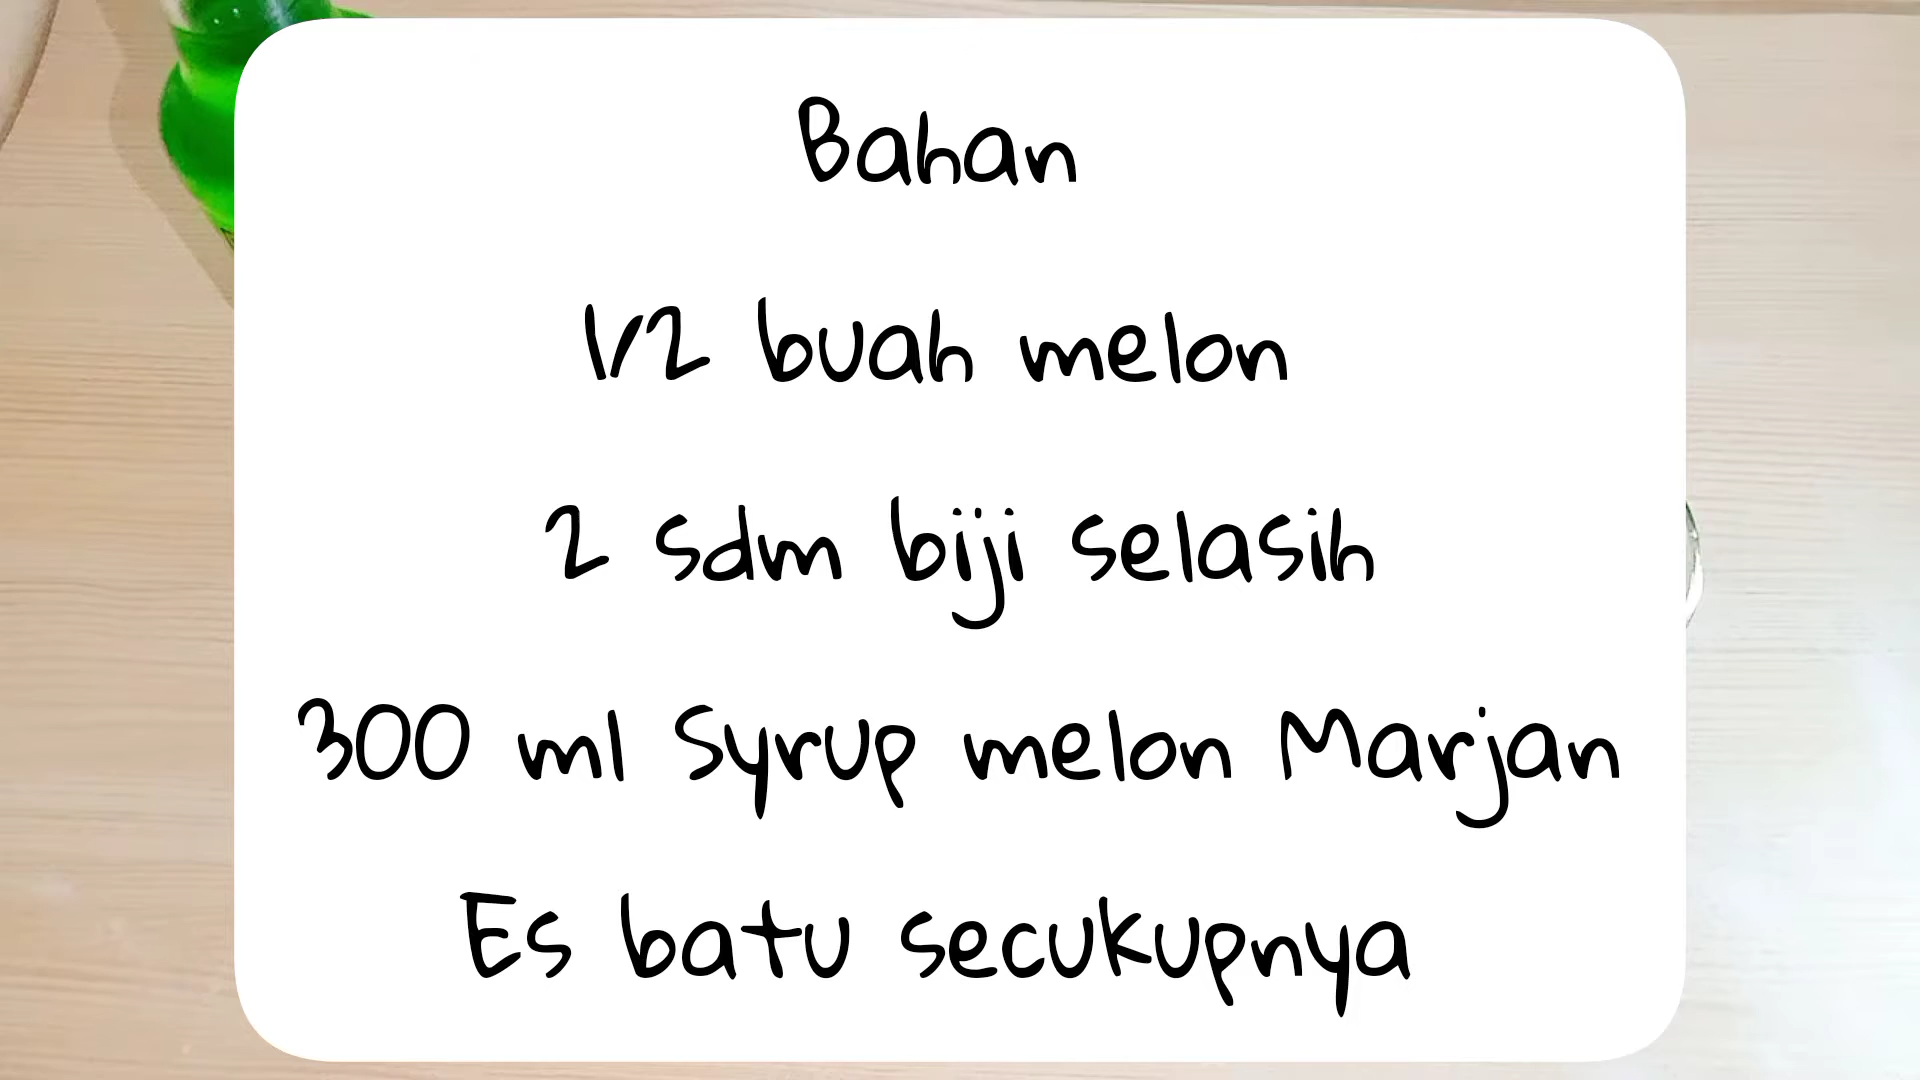 Bahan
1/2 buah melon
2 sdm biji selasih
300 ml Syrup melon Marjan
Es batu secukupnya